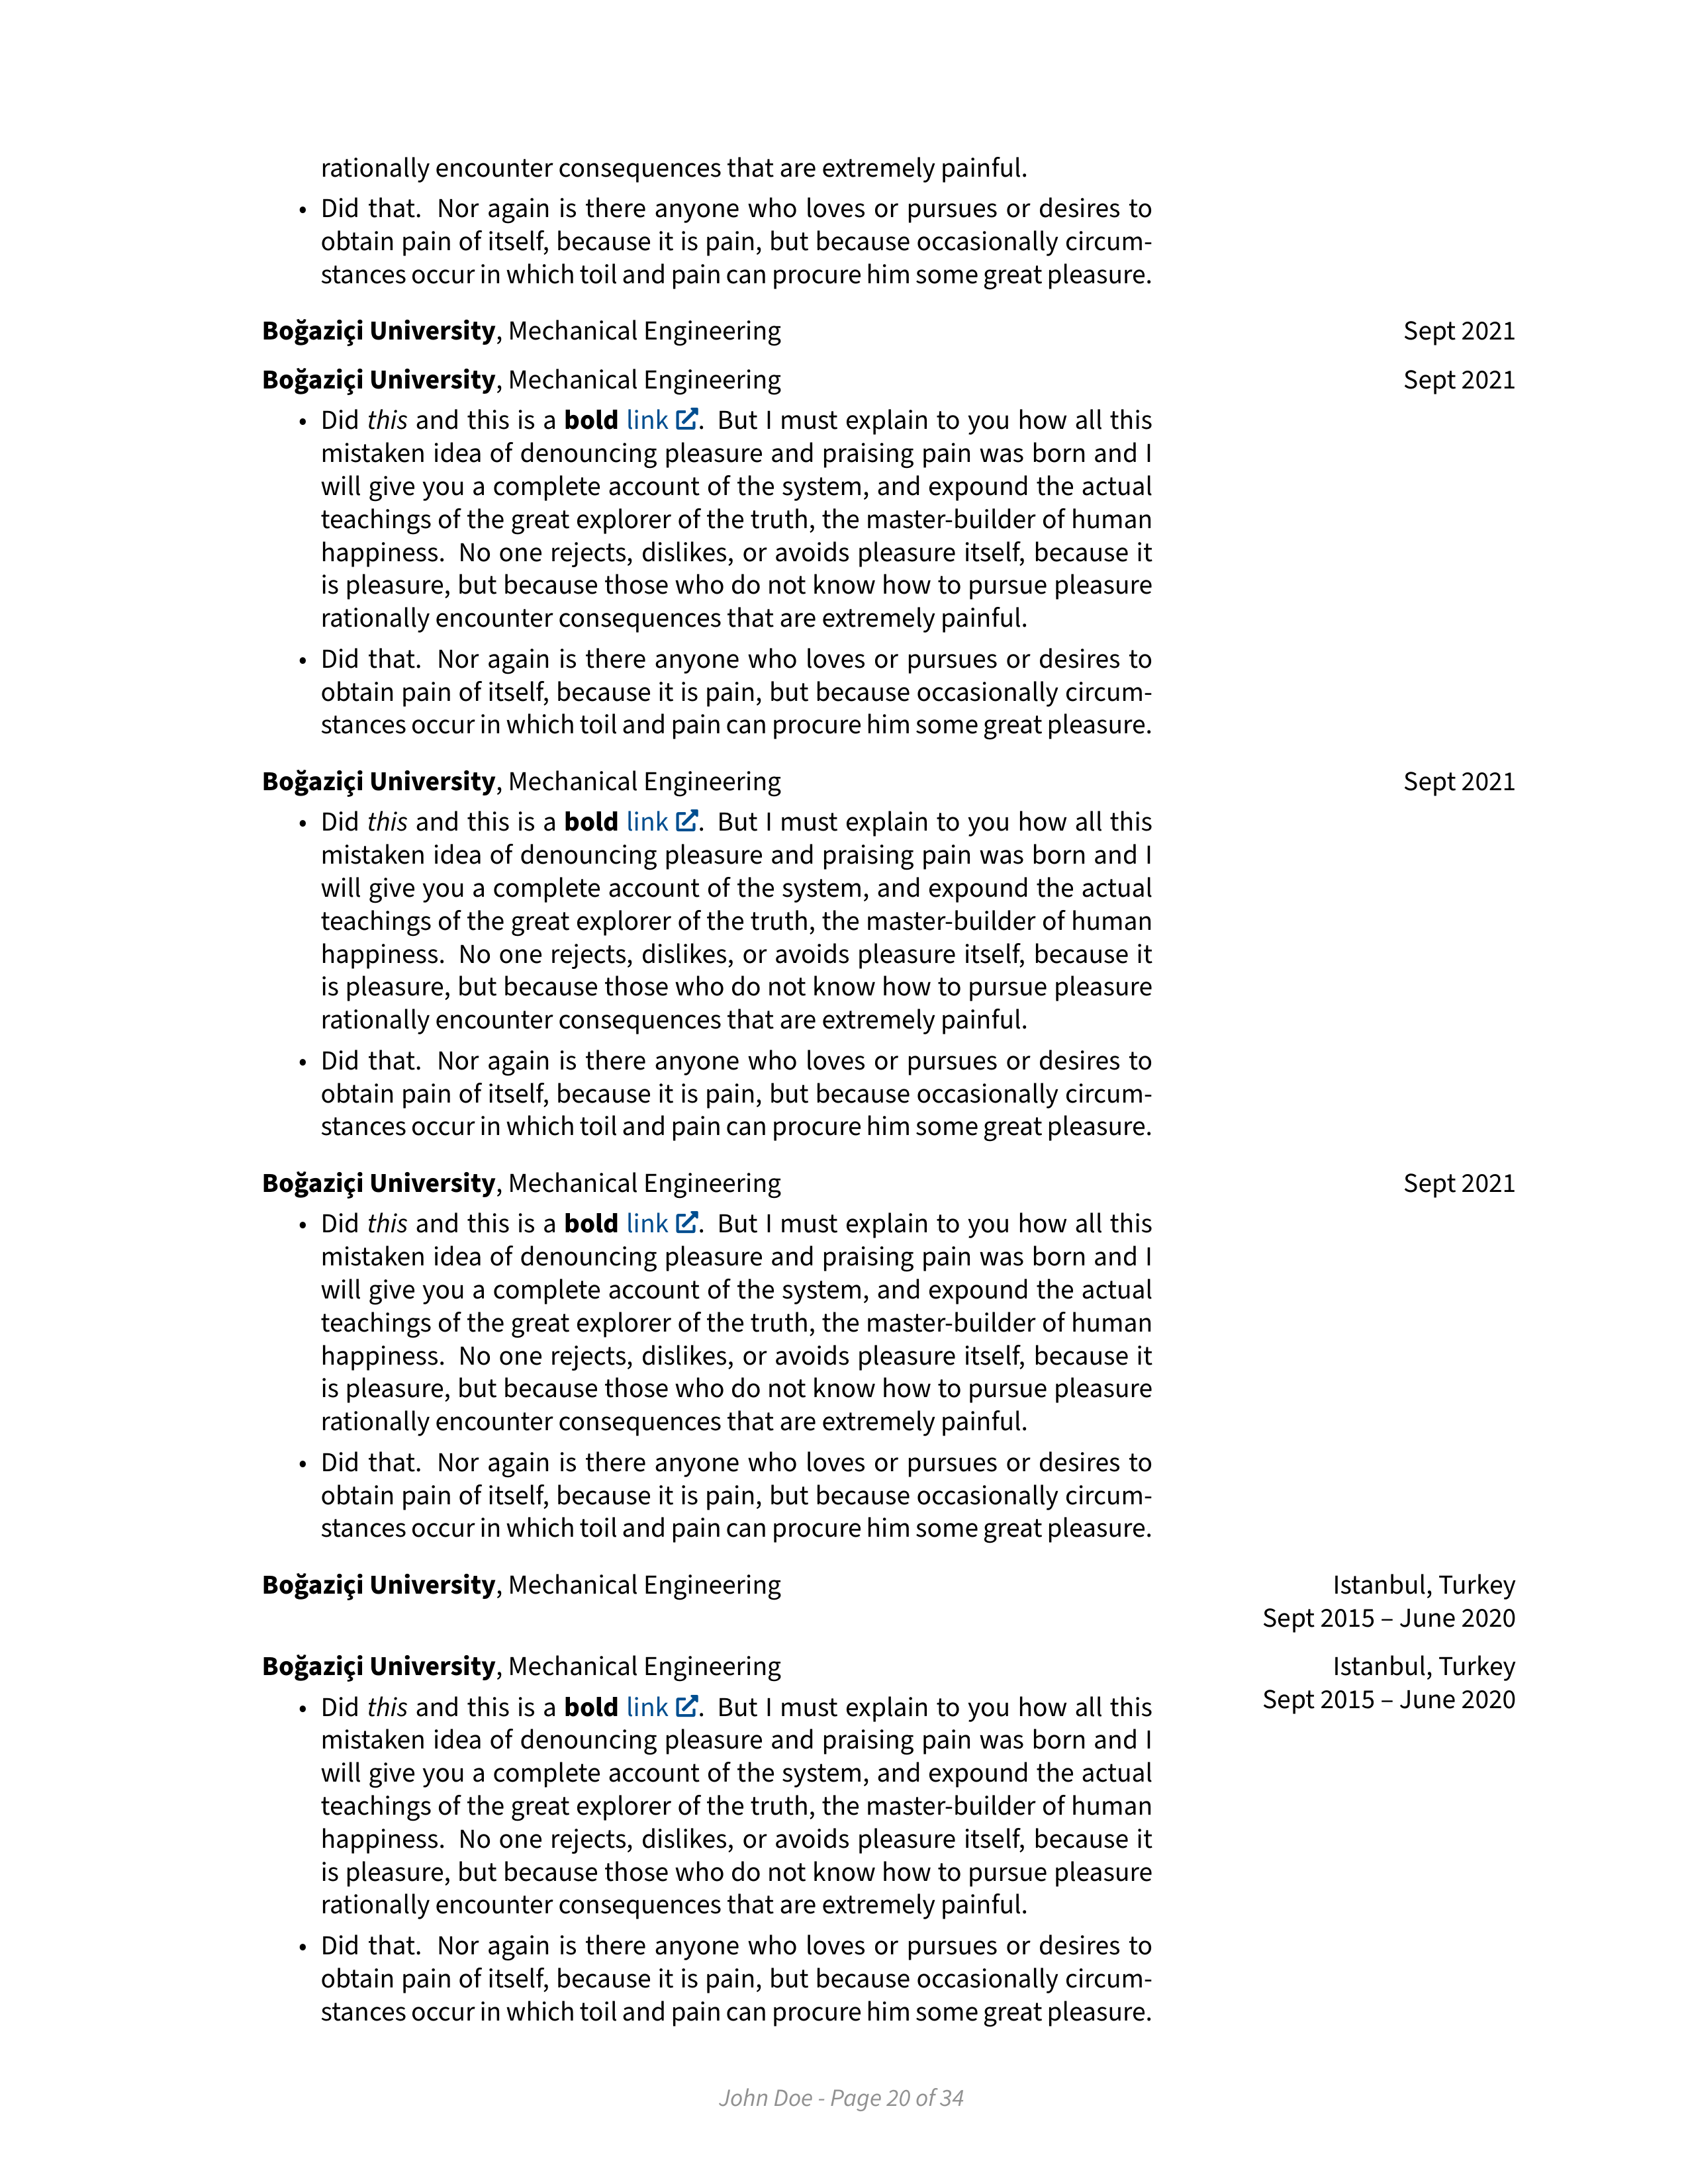 rationally encounter consequences that are extremely painful.
• Did that. Nor again is there anyone who loves or pursues or desires to
obtain pain of itself, because it is pain, but because occasionally circum-
stances occur in which toil and pain can procure him some great pleasure.
Boğaziçi University, Mechanical Engineering Sept 2021
Boğaziçi University, Mechanical Engineering Sept 2021
• Did this and this is a bold link. But I must explain to you how all this
mistaken idea of denouncing pleasure and praising pain was born and I
will give you a complete account of the system, and expound the actual
teachings of the great explorer of the truth, the master-builder of human
happiness. No one rejects, dislikes, or avoids pleasure itself, because it
is pleasure, but because those who do not know how to pursue pleasure
rationally encounter consequences that are extremely painful.
• Did that. Nor again is there anyone who loves or pursues or desires to
obtain pain of itself, because it is pain, but because occasionally circum-
stances occur in which toil and pain can procure him some great pleasure.
Boğaziçi University, Mechanical Engineering Sept 2021
• Did this and this is a bold link. But I must explain to you how all this
mistaken idea of denouncing pleasure and praising pain was born and I
will give you a complete account of the system, and expound the actual
teachings of the great explorer of the truth, the master-builder of human
happiness. No one rejects, dislikes, or avoids pleasure itself, because it
is pleasure, but because those who do not know how to pursue pleasure
rationally encounter consequences that are extremely painful.
• Did that. Nor again is there anyone who loves or pursues or desires to
obtain pain of itself, because it is pain, but because occasionally circum-
stances occur in which toil and pain can procure him some great pleasure.
Boğaziçi University, Mechanical Engineering Sept 2021
• Did this and this is a bold link. But I must explain to you how all this
mistaken idea of denouncing pleasure and praising pain was born and I
will give you a complete account of the system, and expound the actual
teachings of the great explorer of the truth, the master-builder of human
happiness. No one rejects, dislikes, or avoids pleasure itself, because it
is pleasure, but because those who do not know how to pursue pleasure
rationally encounter consequences that are extremely painful.
• Did that. Nor again is there anyone who loves or pursues or desires to
obtain pain of itself, because it is pain, but because occasionally circum-
stances occur in which toil and pain can procure him some great pleasure.
Boğaziçi University, Mechanical Engineering Istanbul, Turkey
Sept 2015 – June 2020
Boğaziçi University, Mechanical Engineering Istanbul, Turkey
Sept 2015 – June 2020
• Did this and this is a bold link. But I must explain to you how all this
mistaken idea of denouncing pleasure and praising pain was born and I
will give you a complete account of the system, and expound the actual
teachings of the great explorer of the truth, the master-builder of human
happiness. No one rejects, dislikes, or avoids pleasure itself, because it
is pleasure, but because those who do not know how to pursue pleasure
rationally encounter consequences that are extremely painful.
• Did that. Nor again is there anyone who loves or pursues or desires to
obtain pain of itself, because it is pain, but because occasionally circum-
stances occur in which toil and pain can procure him some great pleasure.
John Doe - Page 20 of 34